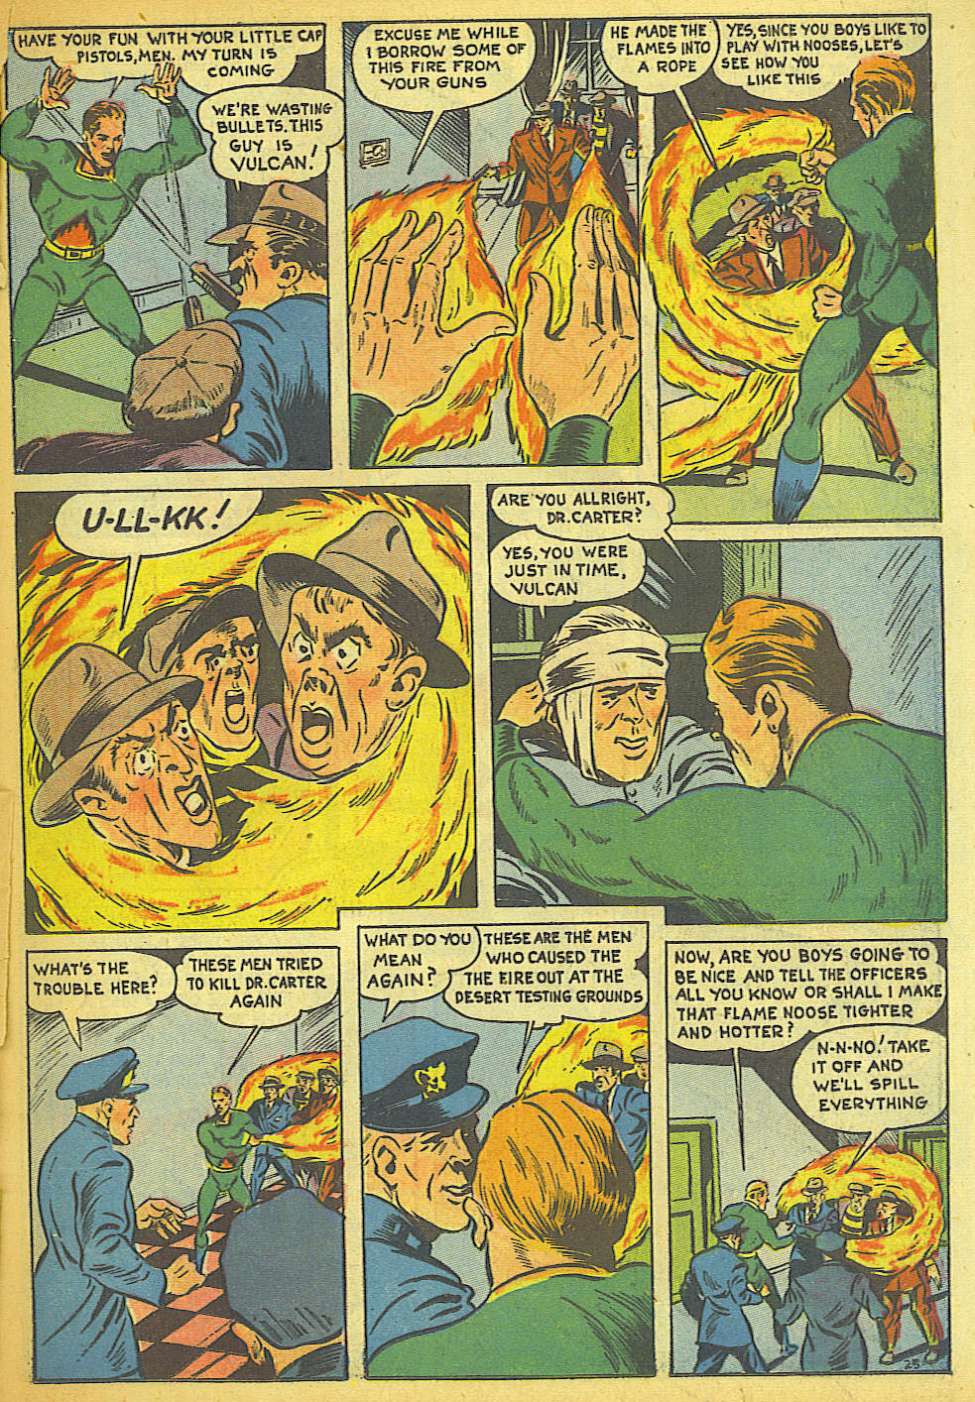 HAVE YOUR FUN WITH YOUR LITTLE CAP
PISTOLS, MEN. MY TURN IS
COMING
WE'RE WASTING
BULLETS. THIS
GUY IS
VULCAN!
EXCUSE ME WHILE
I BORROW SOME OF
THIS FIRE FROM
YOUR GUNS
HE MADE THE
FLAMES INTO
A ROPE
YES, SINCE YOU BOYS LIKE TO
PLAY WITH NOOSES, LET'S
SEE HOW YOU
LIKE THIS
U-LL-KK!
ARE YOU ALLRIGHT,
DR. CARTER?
YES, YOU WERE
JUST IN TIME,
VULCAN
WHAT'S THE
TROUBLE HERE?
THESE MEN TRIED
TO KILL DR. CARTER
AGAIN
WHAT DO YOU
MEAN
AGAIN?
THESE ARE THE MEN
WHO CAUSED THE
THE FIRE OUT AT THE
DESERT TESTING GROUNDS
NOW, ARE YOU BOYS GOING TO
BE NICE AND TELL THE OFFICERS
ALL YOU KNOW OR SHALL I MAKE
THAT FLAME NOOSE TIGHTER
AND HOTTER?
N-N-NO! TAKE
IT OFF AND
WE'LL SPILL
EVERYTHING
25